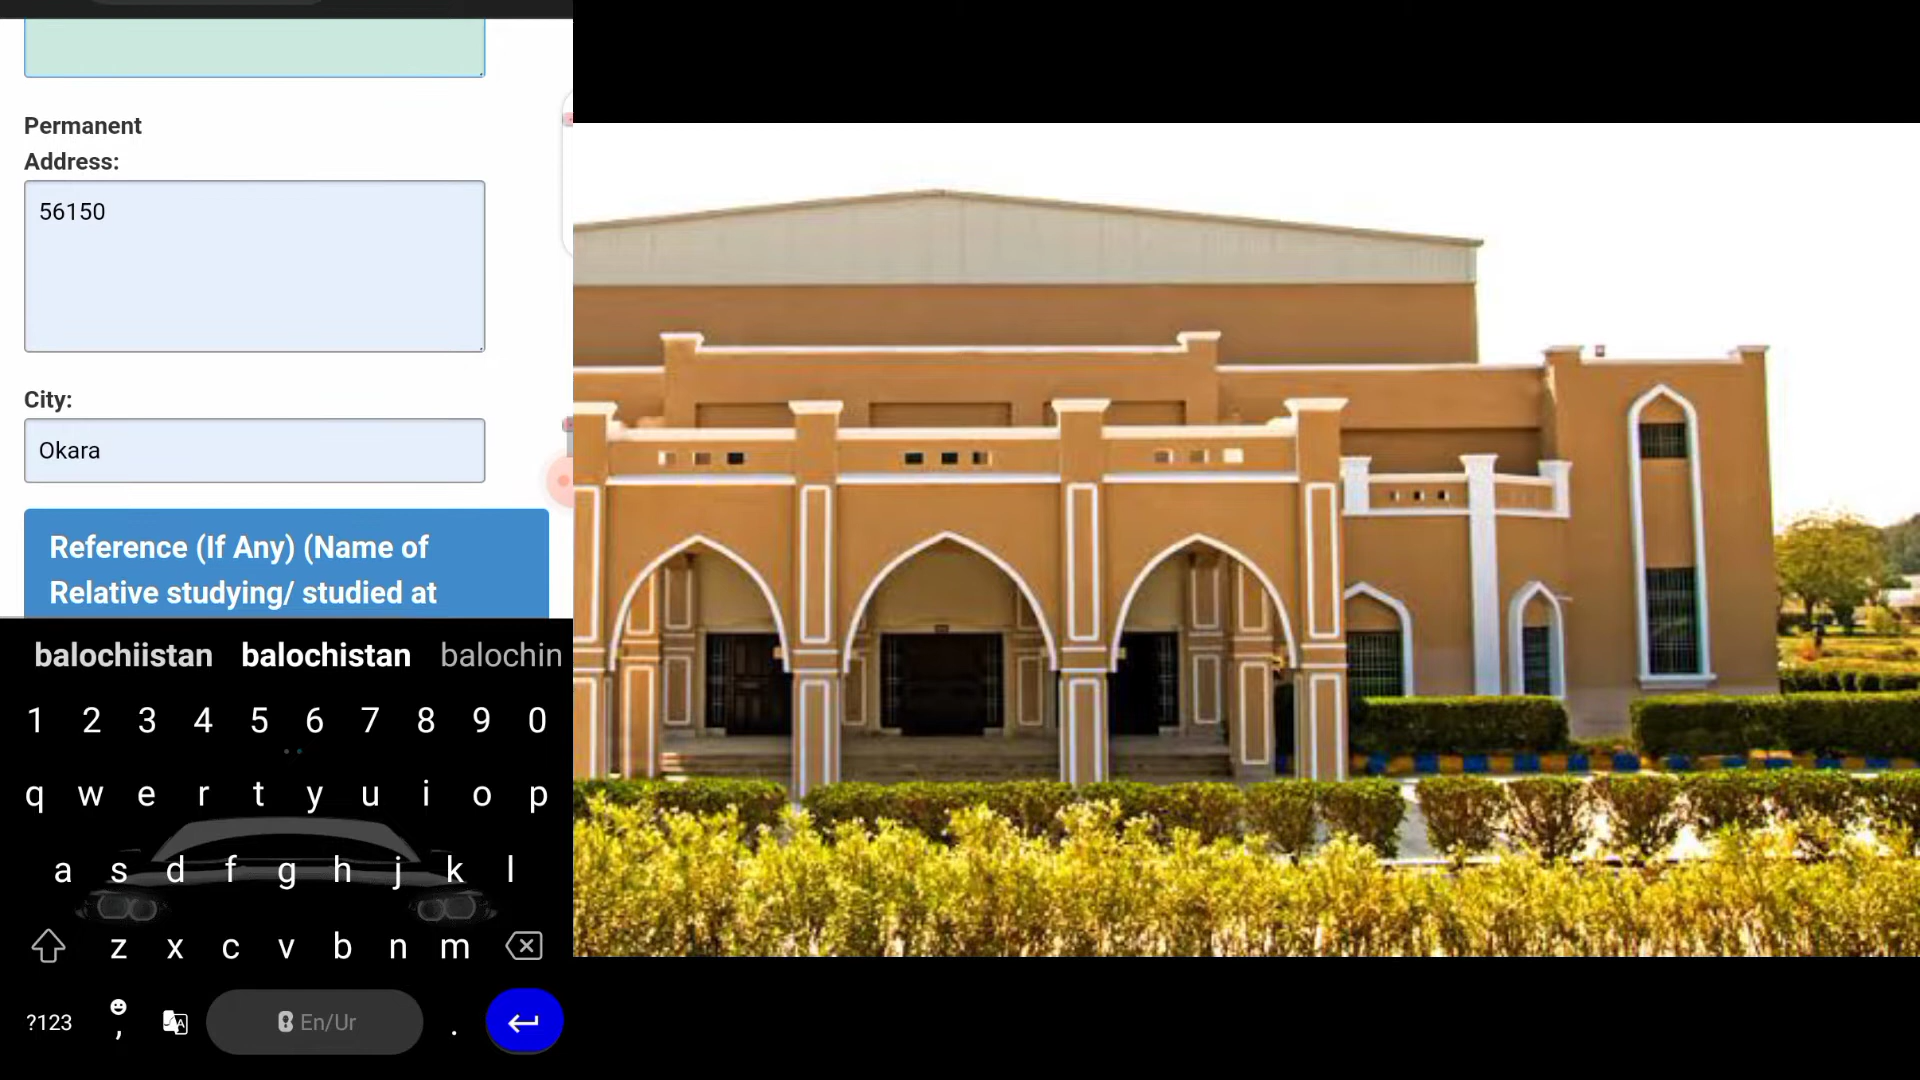 Permanent
Address:
56150
City:
Okara
Reference (If Any) (Name of
Relative studying/ studied at
balochiistan balochistan balochin
1 2 3 4 5 6 7 8 9 0
q w e r t y u i o p
a s d f g h j k l
z x c v b n m
?123 , En/Ur .